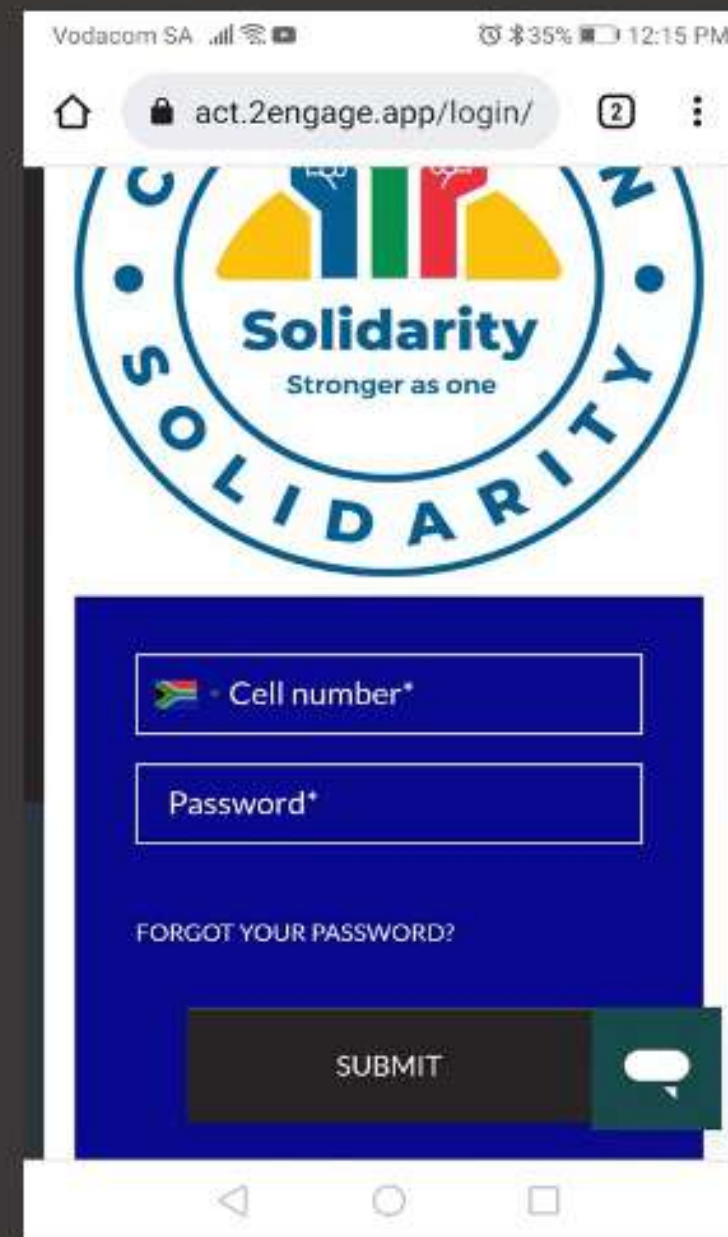 Vodacom SA 35% 12:15 PM
act.2engage.app/login/ 2
Solidarity
Stronger as one
SOLIDARITY
Cell number*
Password*
FORGOT YOUR PASSWORD?
SUBMIT